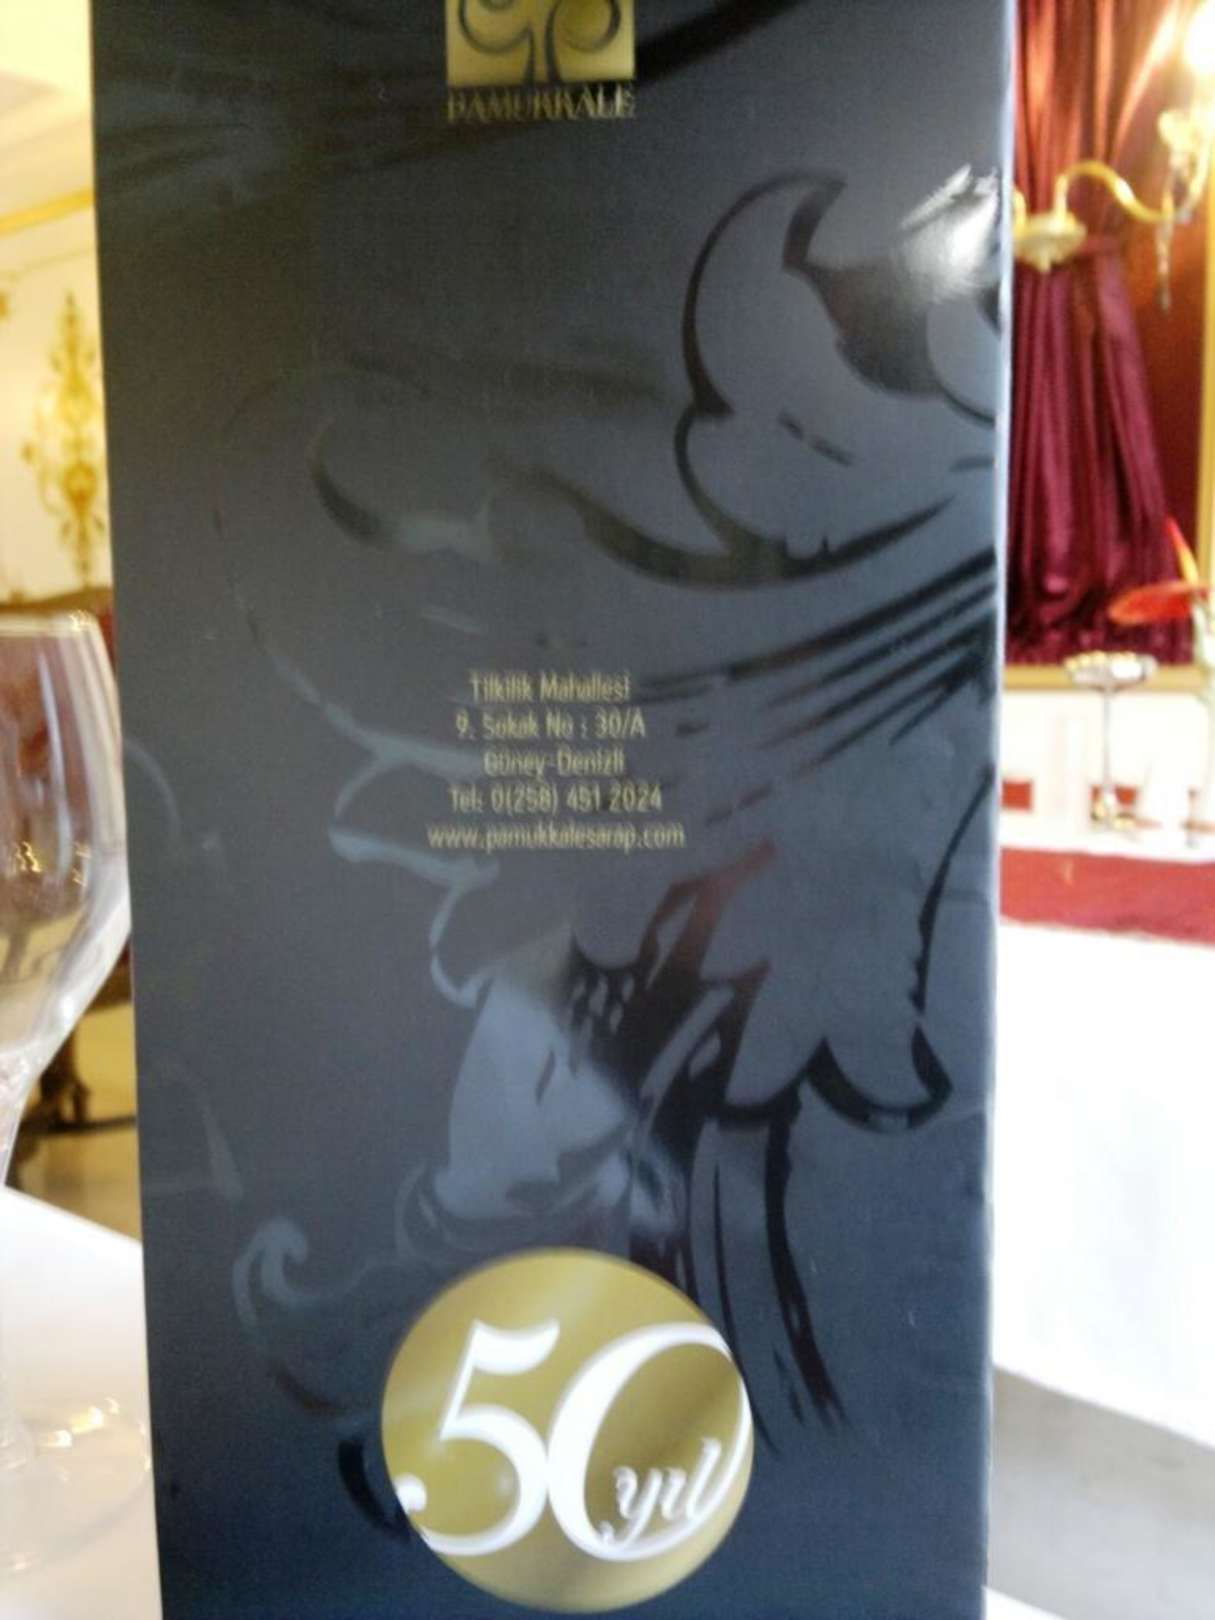 PAMUKKALE
Tilkilik Mahallesi
9. Sokak No : 30/A
Güney-Denizli
Tel: 0(258) 451 2024
www.pamukkalesarap.com
50
yıl